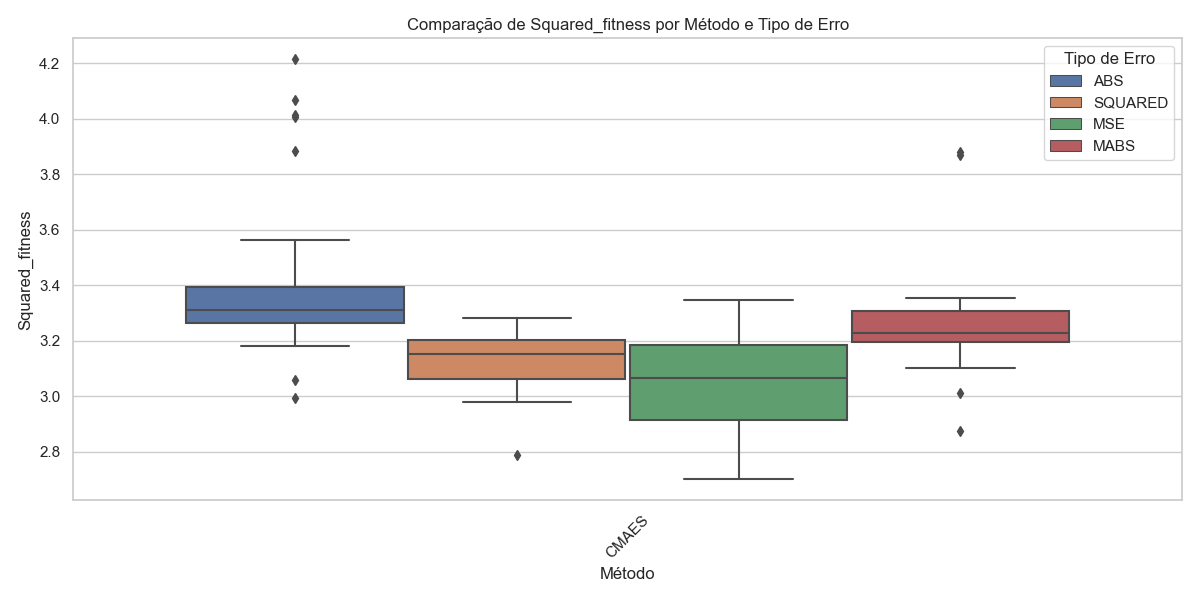 Comparação de Squared_fitness por Método e Tipo de Erro
Tipo de Erro
ABS
SQUARED
MSE
MABS
Squared_fitness
4.2
4.0
3.8
3.6
3.4
3.2
3.0
2.8
CMAES
Método